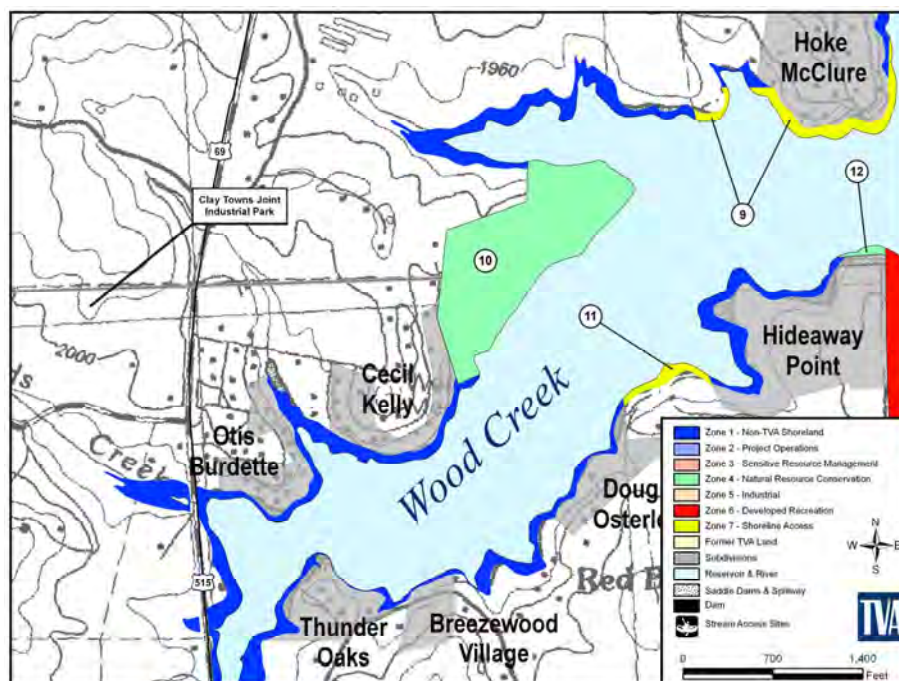 Hoke
McClure
1960
69
Clay Towns Joint
Industrial Park
9
12
10
11
Hideaway
Point
2000
Cecil
Kelly
Otis
Burdette
Creek
Wood Creek
Doug
Osterle
515
Thunder
Oaks
Breezewood
Village
Red B
Zone 1 - Non-TVA Shoreland
Zone 2 - Project Operations
Zone 3 - Sensitive Resource Management
Zone 4 - Natural Resource Conservation
Zone 5 - Industrial
Zone 6 - Developed Recreation
Zone 7 - Shoreline Access
Former TVA Land
Subdivisions
Reservoir & River
Saddle Dams & Spillway
Dam
Stream Access Sites
N
W E
S
TVA
0 700 1,400
Feet